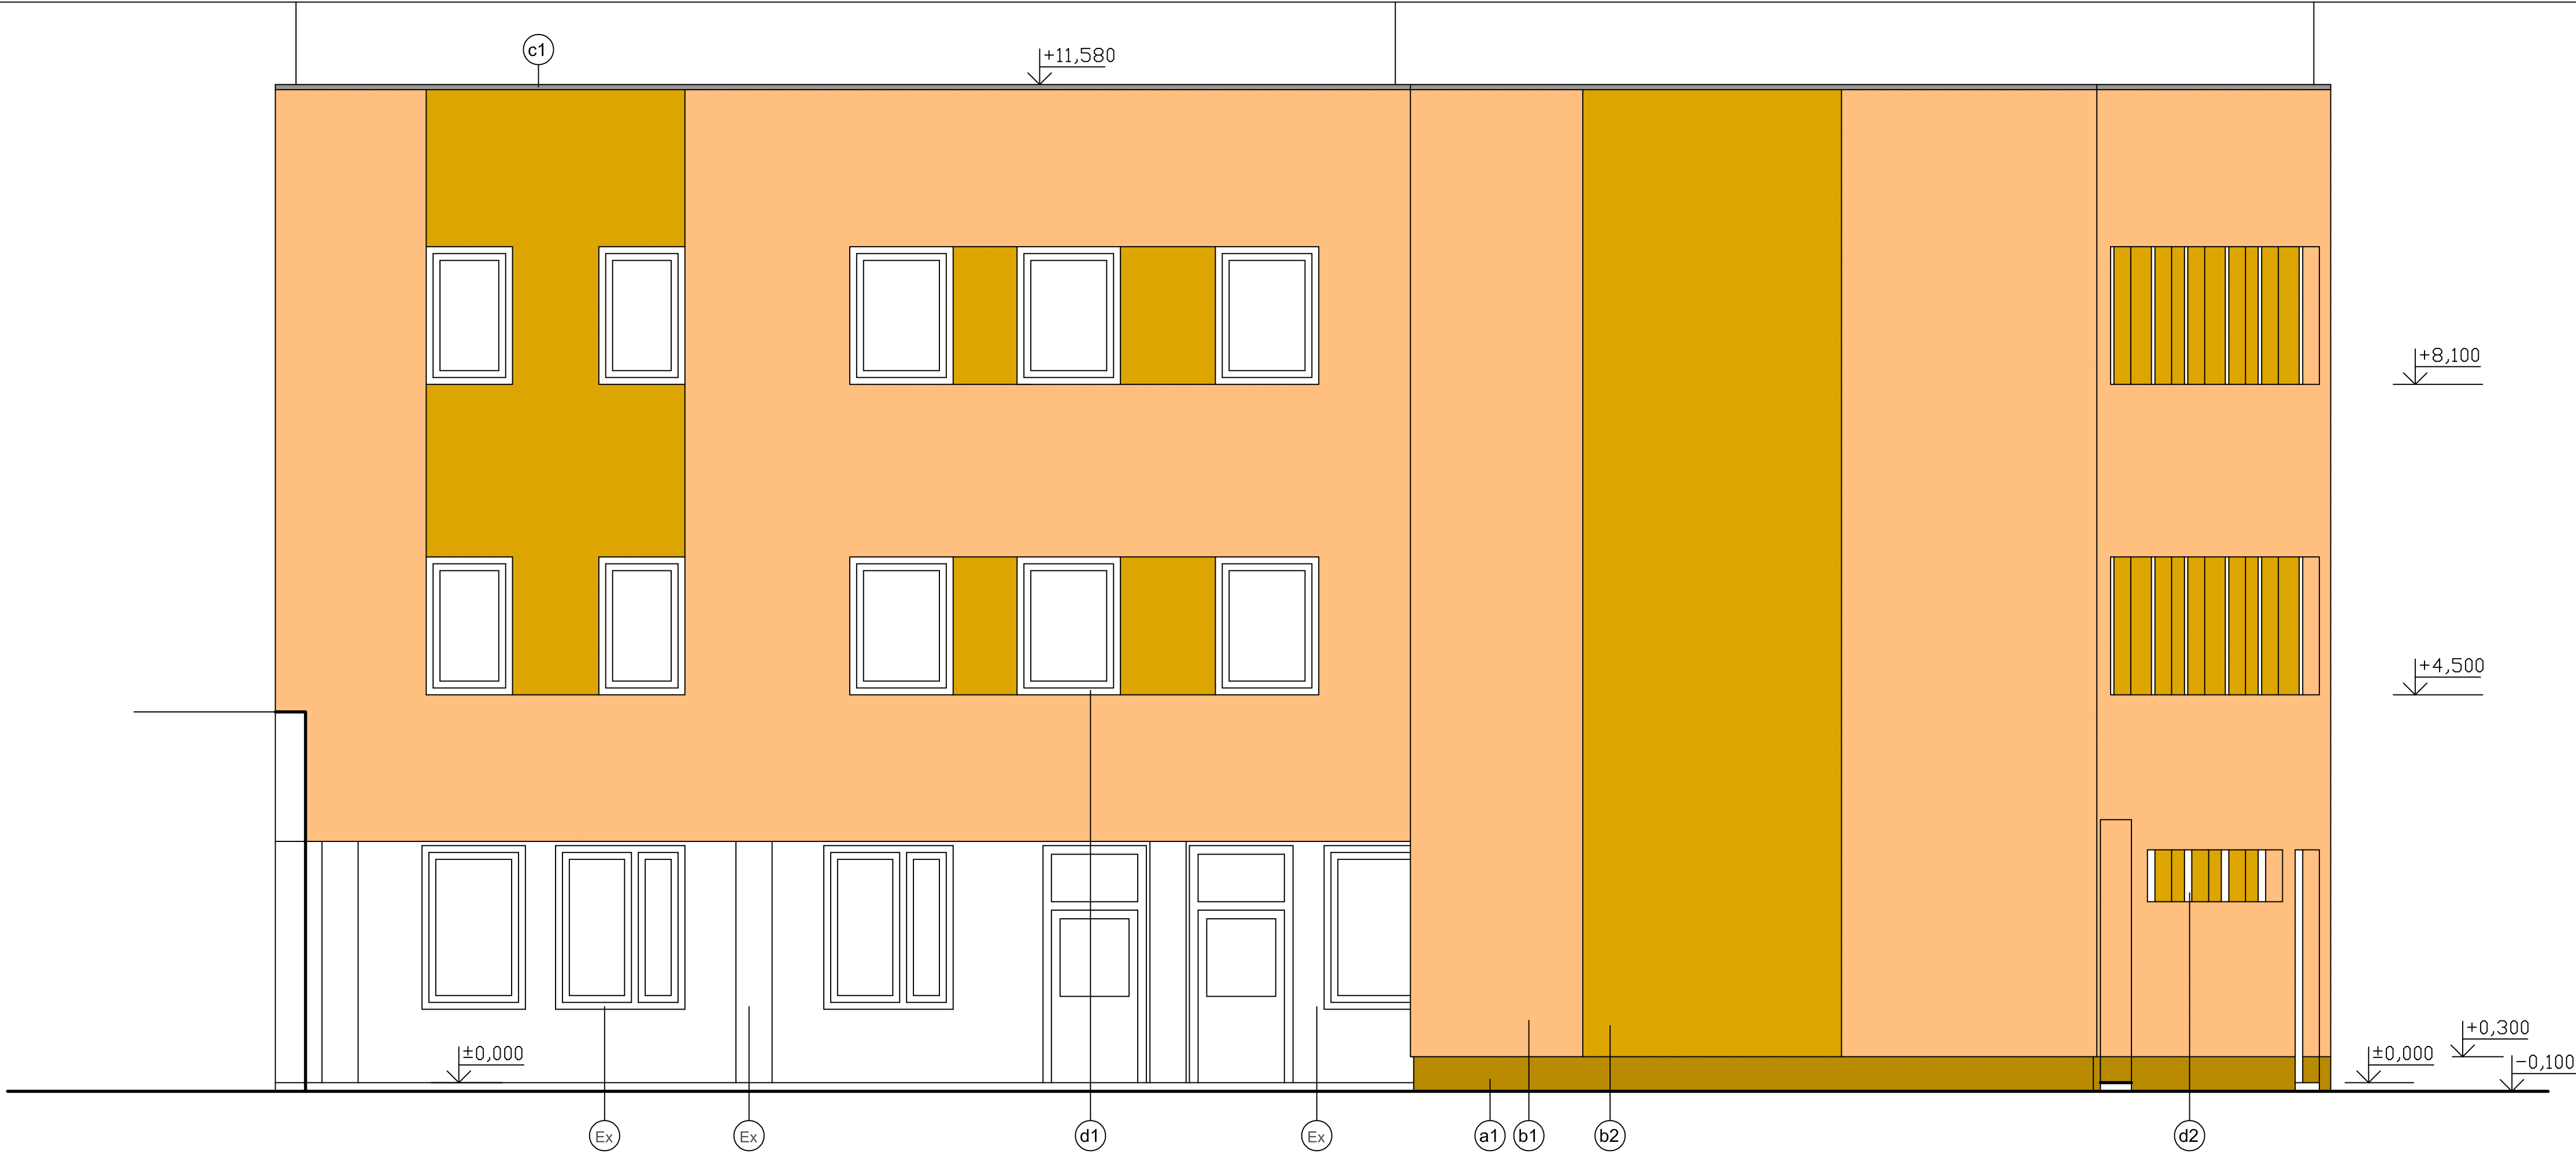 c1
+11,580
+8,100
+4,500
+0,300
±0,000
±0,000
-0,100
Ex
Ex
d1
Ex
a1
b1
b2
d2